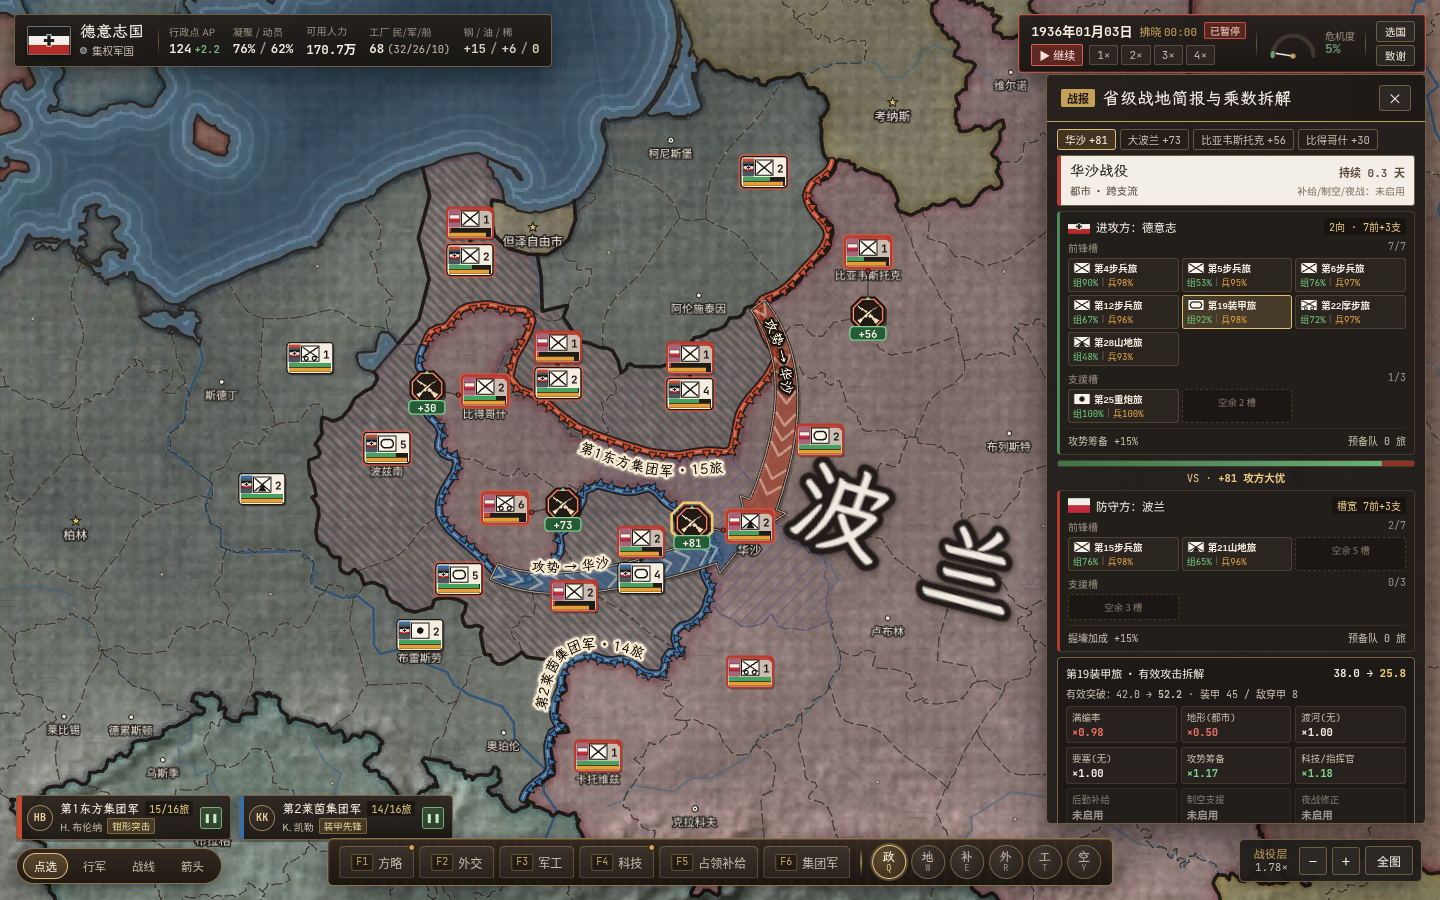 德意志国
集权军国
行政点 AP
124 +2.2
凝聚 / 动员
76% / 62%
可用人力
170.7万
工厂 民/军/船
68 (32/26/10)
钢 / 油 / 稀
+15 / +6 / 0
1936年01月03日 拂晓 00:00 已暂停
▶ 继续 1× 2× 3× 4×
危机度
5%
选国
致谢
战报 省级战地简报与乘数拆解 ×
华沙 +81 大波兰 +73 比亚韦斯托克 +56 比得哥什 +30
华沙战役 持续 0.3 天
都市 · 跨支流 补给/制空/夜战: 未启用
进攻方: 德意志 2向 · 7前+3支
前锋槽 7/7
第4步兵旅 第5步兵旅 第6步兵旅
组90% | 兵98% 组53% | 兵95% 组76% | 兵97%
第12步兵旅 第19装甲旅 第22摩步旅
组67% | 兵96% 组92% | 兵98% 组72% | 兵97%
第28山地旅
组48% | 兵93%
支援槽 1/3
第25重炮旅 空余 2 槽
组100% | 兵100%
攻势筹备 +15% 预备队 0 旅
VS · +81 攻方大优
防守方: 波兰 槽宽 7前+3支
前锋槽 2/7
第15步兵旅 第21山地旅 空余 5 槽
组76% | 兵98% 组65% | 兵96%
支援槽 0/3
空余 3 槽
掘壕加成 +15% 预备队 0 旅
第19装甲旅 · 有效攻击拆解 38.0 → 25.8
有效突破: 42.0 → 52.2 · 装甲 45 / 敌穿甲 8
满编率 地形(都市) 渡河(无)
×0.98 ×0.50 ×1.00
要塞(无) 攻势筹备 科技/指挥官
×1.00 ×1.17 ×1.18
后勤补给 制空支援 夜战修正
未启用 未启用 未启用
维尔诺
考纳斯
柯尼斯堡
2
1
但泽自由市
2
1
比亚韦斯托克
阿伦施泰因
+56
攻势 → 华沙
1
1
1
斯德丁
2
4
+30
2
比得哥什
5
波兹南
2
布列斯特
第1东方集团军 · 15旅
2
柏林
6
+73
波兰
2
+81
2
华沙
攻势 → 华沙
5
4
2
2
布雷斯劳
卢布林
第2莱茵集团军 · 14旅
1
莱比锡
德累斯顿
奥珀伦
乌斯季
1
卡托维兹
克拉科夫
布拉格
HB 第1东方集团军 15/16旅
H. 布伦纳 钳形突击
KK 第2莱茵集团军 14/16旅
K. 凯勒 装甲先锋
点选 行军 战线 箭头
F1 方略 F2 外交 F3 军工 F4 科技 F5 占领补给 F6 集团军
政 地 补 外 工 空
Q W E R T Y
战役层
1.78×
− + 全图